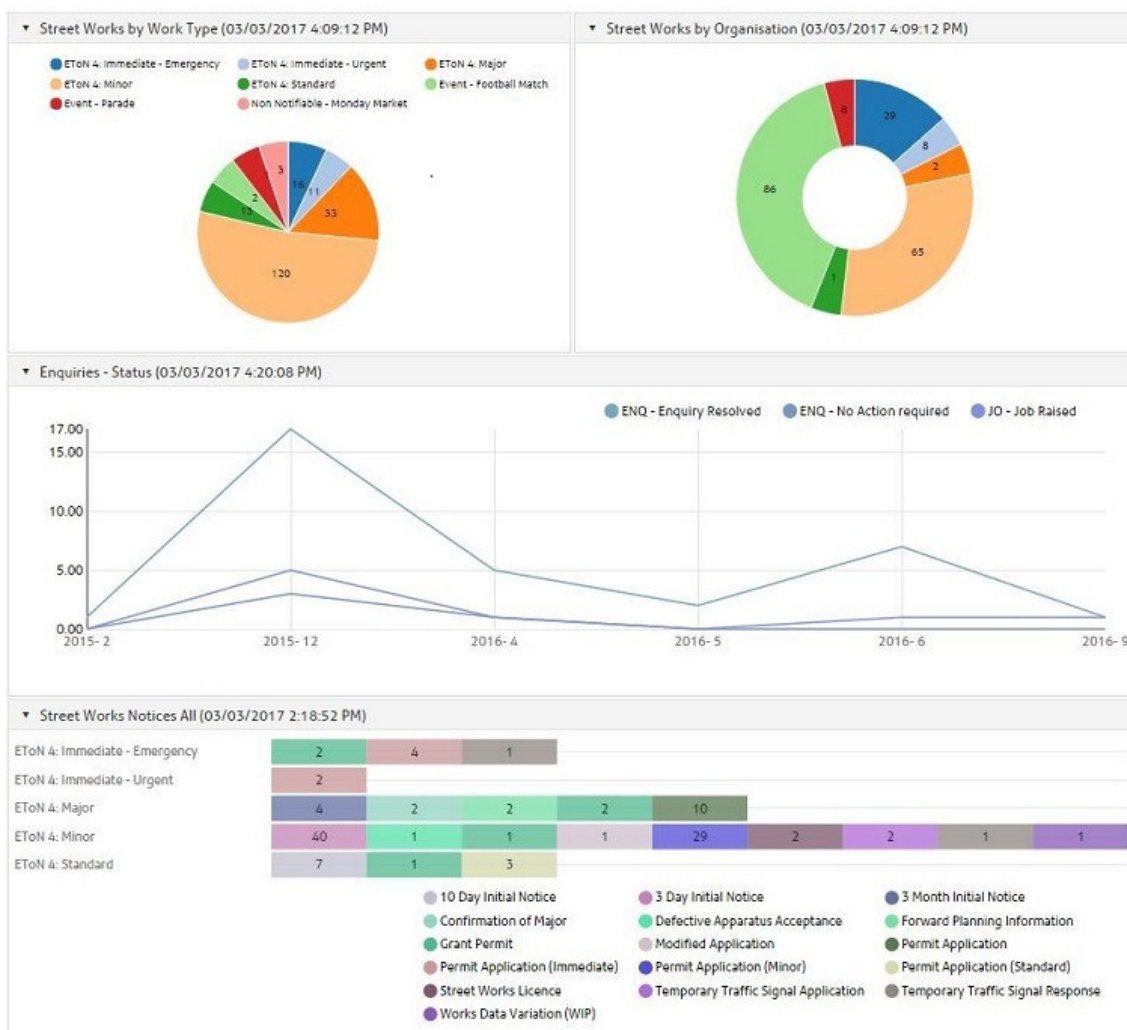 ▼ Street Works by Work Type (03/03/2017 4:09:12 PM)
EToN 4: Immediate - Emergency EToN 4: Immediate - Urgent EToN 4: Major
EToN 4: Minor EToN 4: Standard Event - Football Match
Event - Parade Non Notifiable - Monday Market
3 16 11
2 33
13
120
▼ Street Works by Organisation (03/03/2017 4:09:12 PM)
8 29
8
2
86
65
1
▼ Enquiries - Status (03/03/2017 4:20:08 PM)
ENQ - Enquiry Resolved ENQ - No Action required JO - Job Raised
17.00
15.00
10.00
5.00
0.00
2015- 2 2015- 12 2016- 4 2016- 5 2016- 6 2016- 9
▼ Street Works Notices All (03/03/2017 2:18:52 PM)
EToN 4: Immediate - Emergency 2 4 1
EToN 4: Immediate - Urgent 2
EToN 4: Major 4 2 2 2 10
EToN 4: Minor 40 1 1 1 29 2 2 1 1
EToN 4: Standard 7 1 3
10 Day Initial Notice 3 Day Initial Notice 3 Month Initial Notice
Confirmation of Major Defective Apparatus Acceptance Forward Planning Information
Grant Permit Modified Application Permit Application
Permit Application (Immediate) Permit Application (Minor) Permit Application (Standard)
Street Works Licence Temporary Traffic Signal Application Temporary Traffic Signal Response
Works Data Variation (WIP)